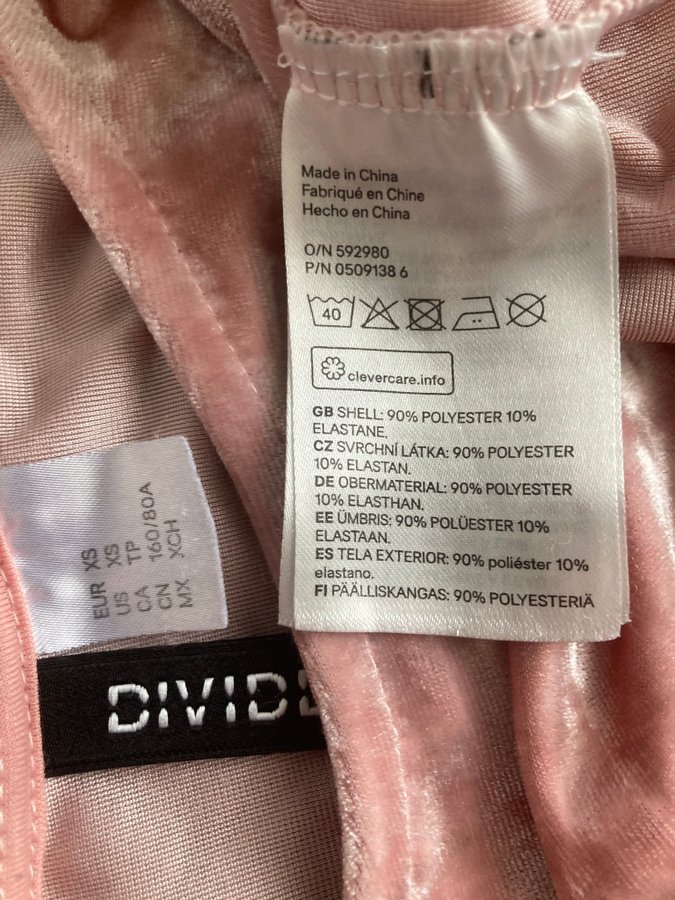 Made in China
Fabriqué en Chine
Hecho en China
O/N 592980
P/N 0509138 6
40
clevercare.info
GB SHELL: 90% POLYESTER 10%
ELASTANE.
CZ SVRCHNÍ LÁTKA: 90% POLYESTER
10% ELASTAN.
DE OBERMATERIAL: 90% POLYESTER
10% ELASTHAN.
EE ÜMBRIS: 90% POLÜESTER 10%
ELASTAAN.
ES TELA EXTERIOR: 90% poliéster 10%
elastano.
FI PÄÄLLISKANGAS: 90% POLYESTERIÄ
EUR XS
US XS
CA TP
CN 160/80A
MX XCH
DIVIDE